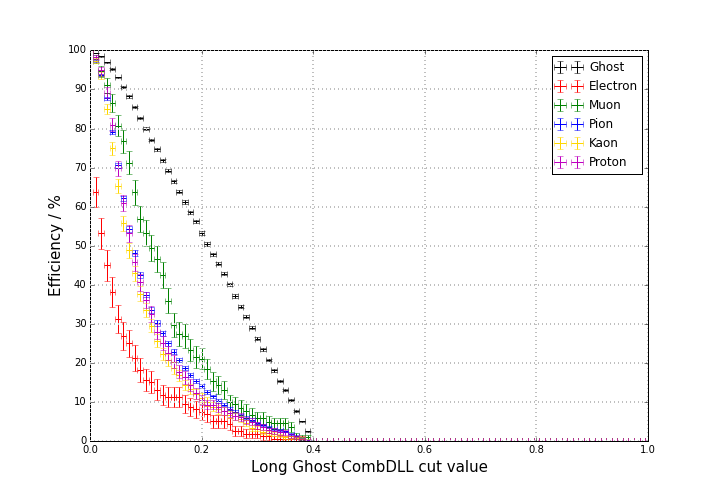 100
90
80
70
60
50
40
30
20
10
0
Efficiency / %
0.0 0.2 0.4 0.6 0.8 1.0
Long Ghost CombDLL cut value
Ghost
Electron
Muon
Pion
Kaon
Proton